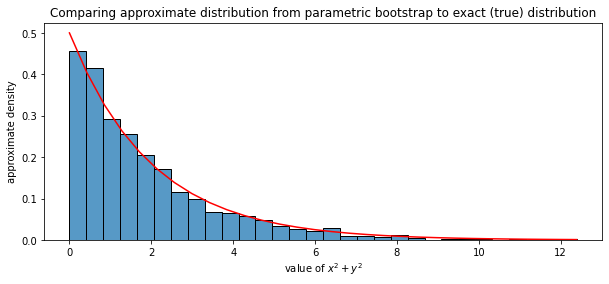 Comparing approximate distribution from parametric bootstrap to exact (true) distribution
0.5
0.4
0.3
0.2
0.1
0.0
approximate density
0 2 4 6 8 10 12
value of x² + y²